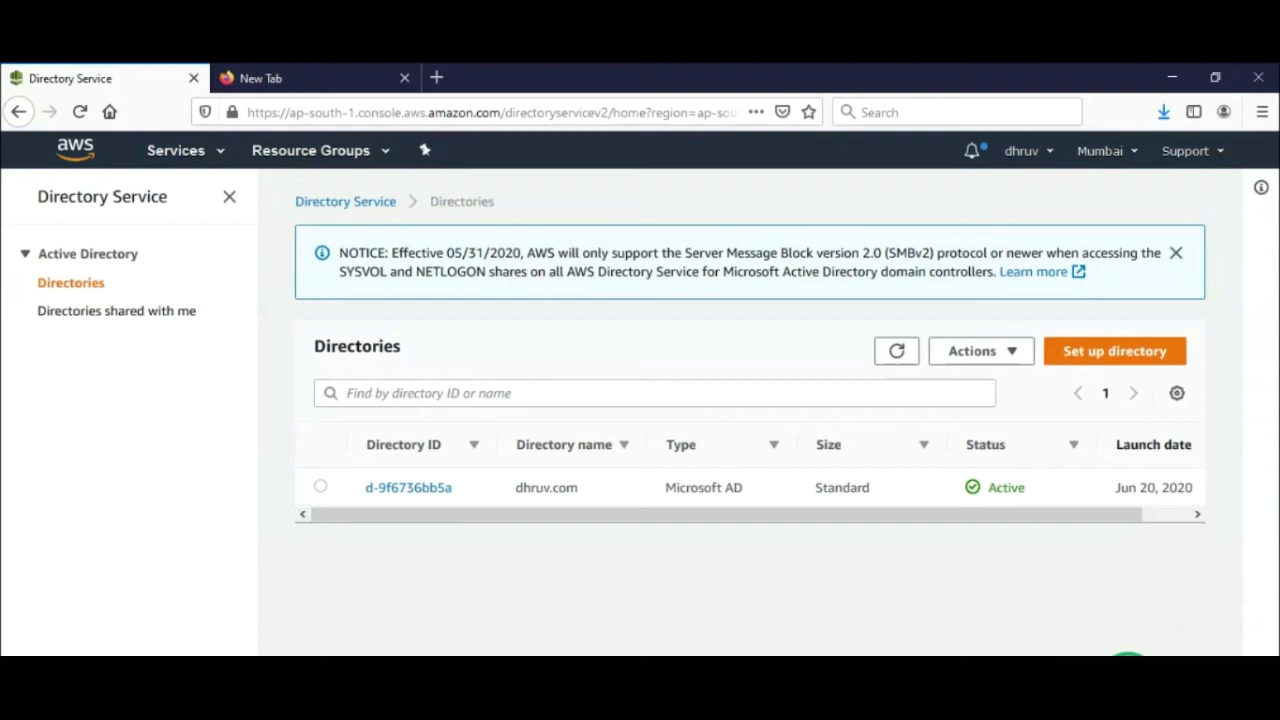 Directory Service
New Tab
https://ap-south-1.console.aws.amazon.com/directoryservicev2/home?region=ap-sou
Search
aws
Services
Resource Groups
dhruv
Mumbai
Support
Directory Service
Active Directory
Directories
Directories shared with me
Directory Service > Directories
NOTICE: Effective 05/31/2020, AWS will only support the Server Message Block version 2.0 (SMBv2) protocol or newer when accessing the
SYSVOL and NETLOGON shares on all AWS Directory Service for Microsoft Active Directory domain controllers. Learn more
Directories
Actions
Set up directory
Find by directory ID or name
1
Directory ID
Directory name
Type
Size
Status
Launch date
d-9f6736bb5a
dhruv.com
Microsoft AD
Standard
Active
Jun 20, 2020